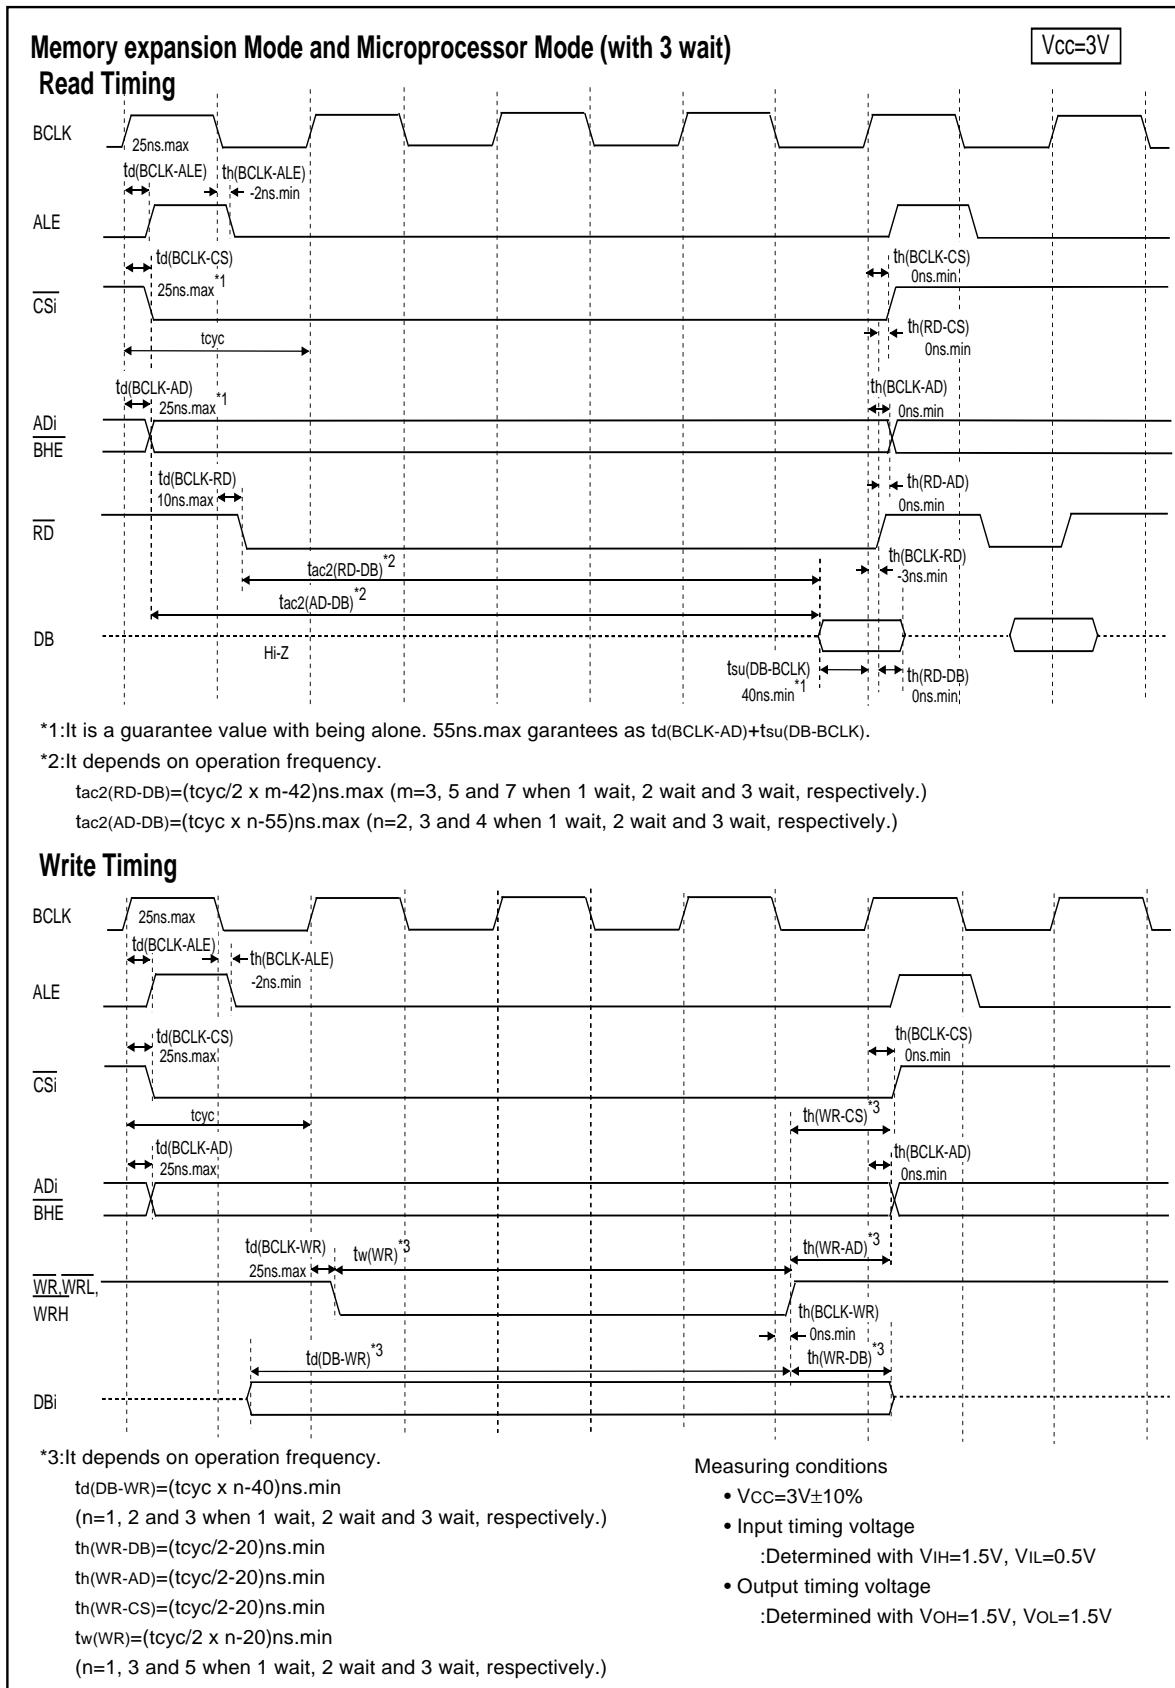 Memory expansion Mode and Microprocessor Mode (with 3 wait)
Vcc=3V
Read Timing
BCLK
25ns.max
td(BCLK-ALE)
th(BCLK-ALE)
-2ns.min
ALE
td(BCLK-CS)
25ns.max*1
th(BCLK-CS)
0ns.min
CSi
tcyc
th(RD-CS)
0ns.min
td(BCLK-AD)
25ns.max*1
th(BCLK-AD)
0ns.min
ADi
BHE
td(BCLK-RD)
10ns.max
th(RD-AD)
0ns.min
RD
th(BCLK-RD)
-3ns.min
tac2(RD-DB)*2
tac2(AD-DB)*2
DB
Hi-Z
tsu(DB-BCLK)
40ns.min*1
th(RD-DB)
0ns.min
*1:It is a guarantee value with being alone. 55ns.max garantees as td(BCLK-AD)+tsu(DB-BCLK).
*2:It depends on operation frequency.
tac2(RD-DB)=(tcyc/2 x m-42)ns.max (m=3, 5 and 7 when 1 wait, 2 wait and 3 wait, respectively.)
tac2(AD-DB)=(tcyc x n-55)ns.max (n=2, 3 and 4 when 1 wait, 2 wait and 3 wait, respectively.)
Write Timing
BCLK
25ns.max
td(BCLK-ALE)
th(BCLK-ALE)
-2ns.min
ALE
td(BCLK-CS)
25ns.max
th(BCLK-CS)
0ns.min
CSi
tcyc
th(WR-CS)*3
td(BCLK-AD)
25ns.max
th(BCLK-AD)
0ns.min
ADi
BHE
td(BCLK-WR)
25ns.max
tw(WR)*3
th(WR-AD)*3
WR,WRL,
WRH
th(BCLK-WR)
0ns.min
td(DB-WR)*3
th(WR-DB)*3
DBi
*3:It depends on operation frequency.
td(DB-WR)=(tcyc x n-40)ns.min
(n=1, 2 and 3 when 1 wait, 2 wait and 3 wait, respectively.)
th(WR-DB)=(tcyc/2-20)ns.min
th(WR-AD)=(tcyc/2-20)ns.min
th(WR-CS)=(tcyc/2-20)ns.min
tw(WR)=(tcyc/2 x n-20)ns.min
(n=1, 3 and 5 when 1 wait, 2 wait and 3 wait, respectively.)
Measuring conditions
• VCC=3V±10%
• Input timing voltage
:Determined with VIH=1.5V, VIL=0.5V
• Output timing voltage
:Determined with VOH=1.5V, VOL=1.5V